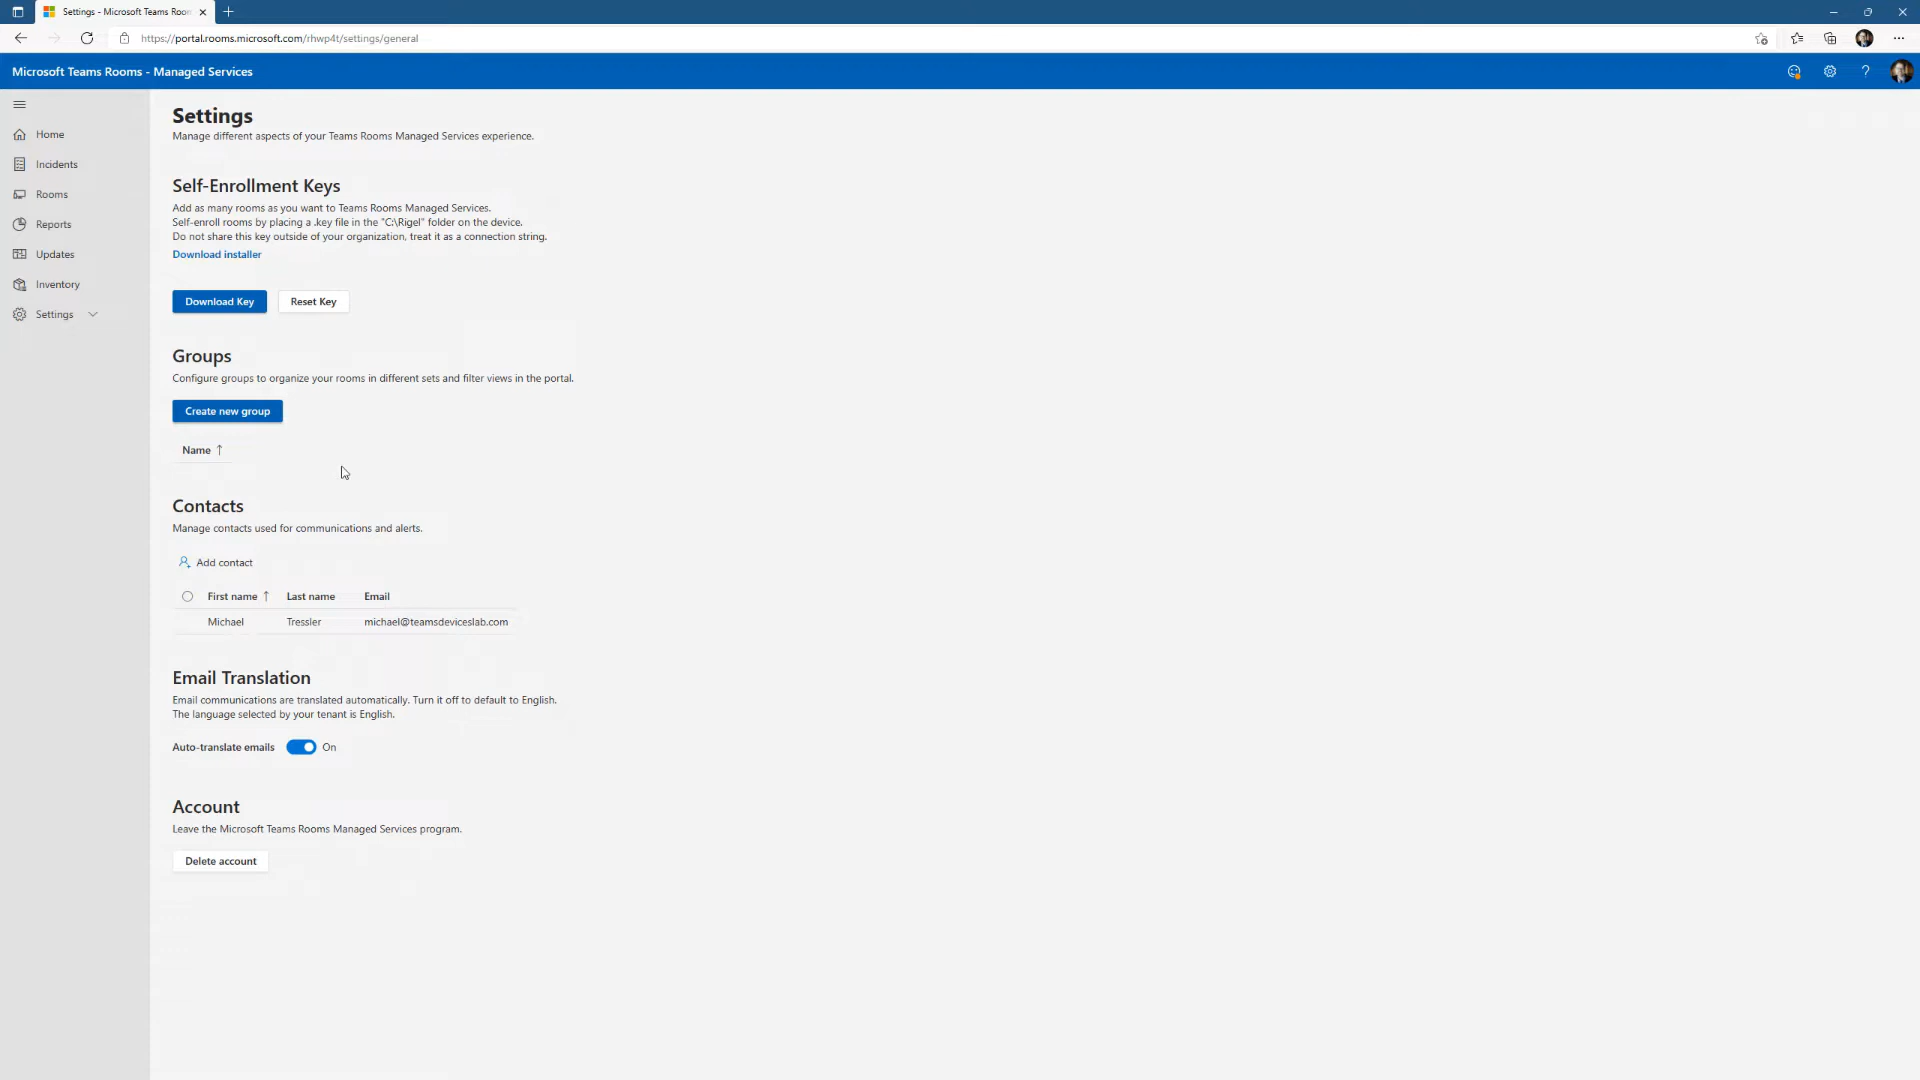 Settings - Microsoft Teams Room
https://portal.rooms.microsoft.com/rhwp4t/settings/general
Microsoft Teams Rooms - Managed Services
Home
Incidents
Rooms
Reports
Updates
Inventory
Settings
Settings
Manage different aspects of your Teams Rooms Managed Services experience.
Self-Enrollment Keys
Add as many rooms as you want to Teams Rooms Managed Services.
Self-enroll rooms by placing a .key file in the "C:\Rigel" folder on the device.
Do not share this key outside of your organization, treat it as a connection string.
Download installer
Download Key Reset Key
Groups
Configure groups to organize your rooms in different sets and filter views in the portal.
Create new group
Name ↑
Contacts
Manage contacts used for communications and alerts.
Add contact
First name ↑ Last name Email
Michael Tressler michael@teamsdeviceslab.com
Email Translation
Email communications are translated automatically. Turn it off to default to English.
The language selected by your tenant is English.
Auto-translate emails On
Account
Leave the Microsoft Teams Rooms Managed Services program.
Delete account